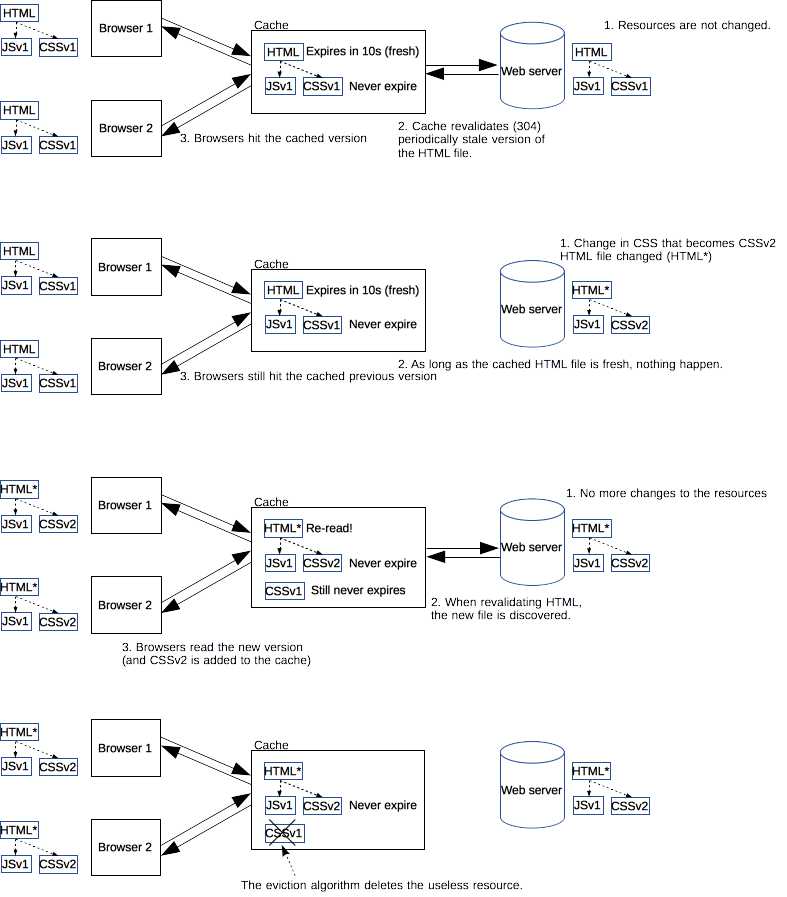 HTML
JSv1 CSSv1
Browser 1
Cache
HTML Expires in 10s (fresh)
JSv1 CSSv1 Never expire
Web server
1. Resources are not changed.
HTML
JSv1 CSSv1
HTML
JSv1 CSSv1
Browser 2
3. Browsers hit the cached version
2. Cache revalidates (304)
periodically stale version of
the HTML file.
HTML
JSv1 CSSv1
Browser 1
Cache
HTML Expires in 10s (fresh)
JSv1 CSSv1 Never expire
1. Change in CSS that becomes CSSv2
HTML file changed (HTML*)
Web server
HTML*
JSv1 CSSv2
HTML
JSv1 CSSv1
Browser 2
2. As long as the cached HTML file is fresh, nothing happen.
3. Browsers still hit the cached previous version
HTML*
JSv1 CSSv2
Browser 1
Cache
HTML* Re-read!
JSv1 CSSv2 Never expire
CSSv1 Still never expires
1. No more changes to the resources
Web server
HTML*
JSv1 CSSv2
HTML*
JSv1 CSSv2
Browser 2
2. When revalidating HTML,
the new file is discovered.
3. Browsers read the new version
(and CSSv2 is added to the cache)
HTML*
JSv1 CSSv2
Browser 1
Cache
HTML*
JSv1 CSSv2 Never expire
CSSv1
Web server
HTML*
JSv1 CSSv2
HTML*
JSv1 CSSv2
Browser 2
The eviction algorithm deletes the useless resource.